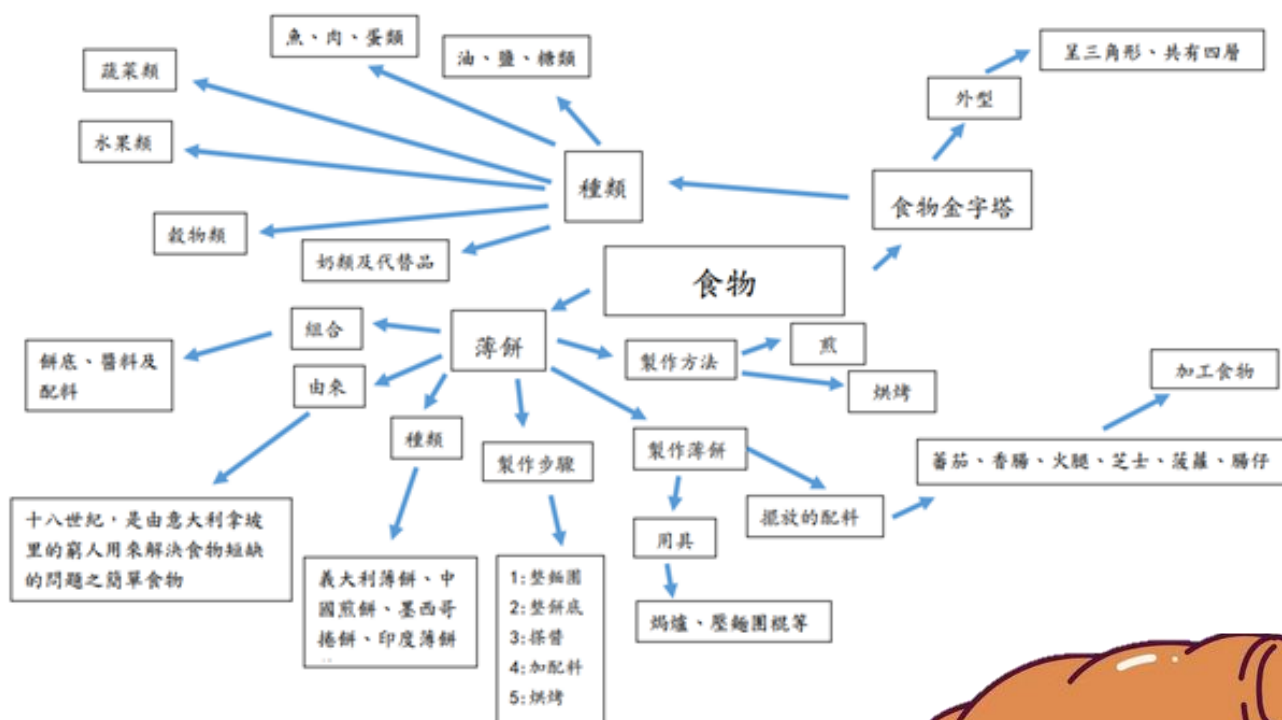 魚、肉、蛋類
油、鹽、糖類
呈三角形、共有四層
蔬菜類
外型
水果類
種類
食物金字塔
穀物類
奶類及代替品
食物
組合
薄餅
製作方法
煎
餅底、醬料及
配料
由來
烘烤
加工食物
種類
製作步驟
製作薄餅
蕃茄、香腸、火腿、芝士、菠蘿、腸仔
擺放的配料
十八世紀,是由意大利拿坡
里的窮人用來解決食物短缺
的問題之簡單食物
用具
義大利薄餅、中
國煎餅、墨西哥
捲餅、印度薄餅
1:整麵團
2:整餅底
3:搽醬
4:加配料
5:烘烤
焗爐、壓麵團棍等